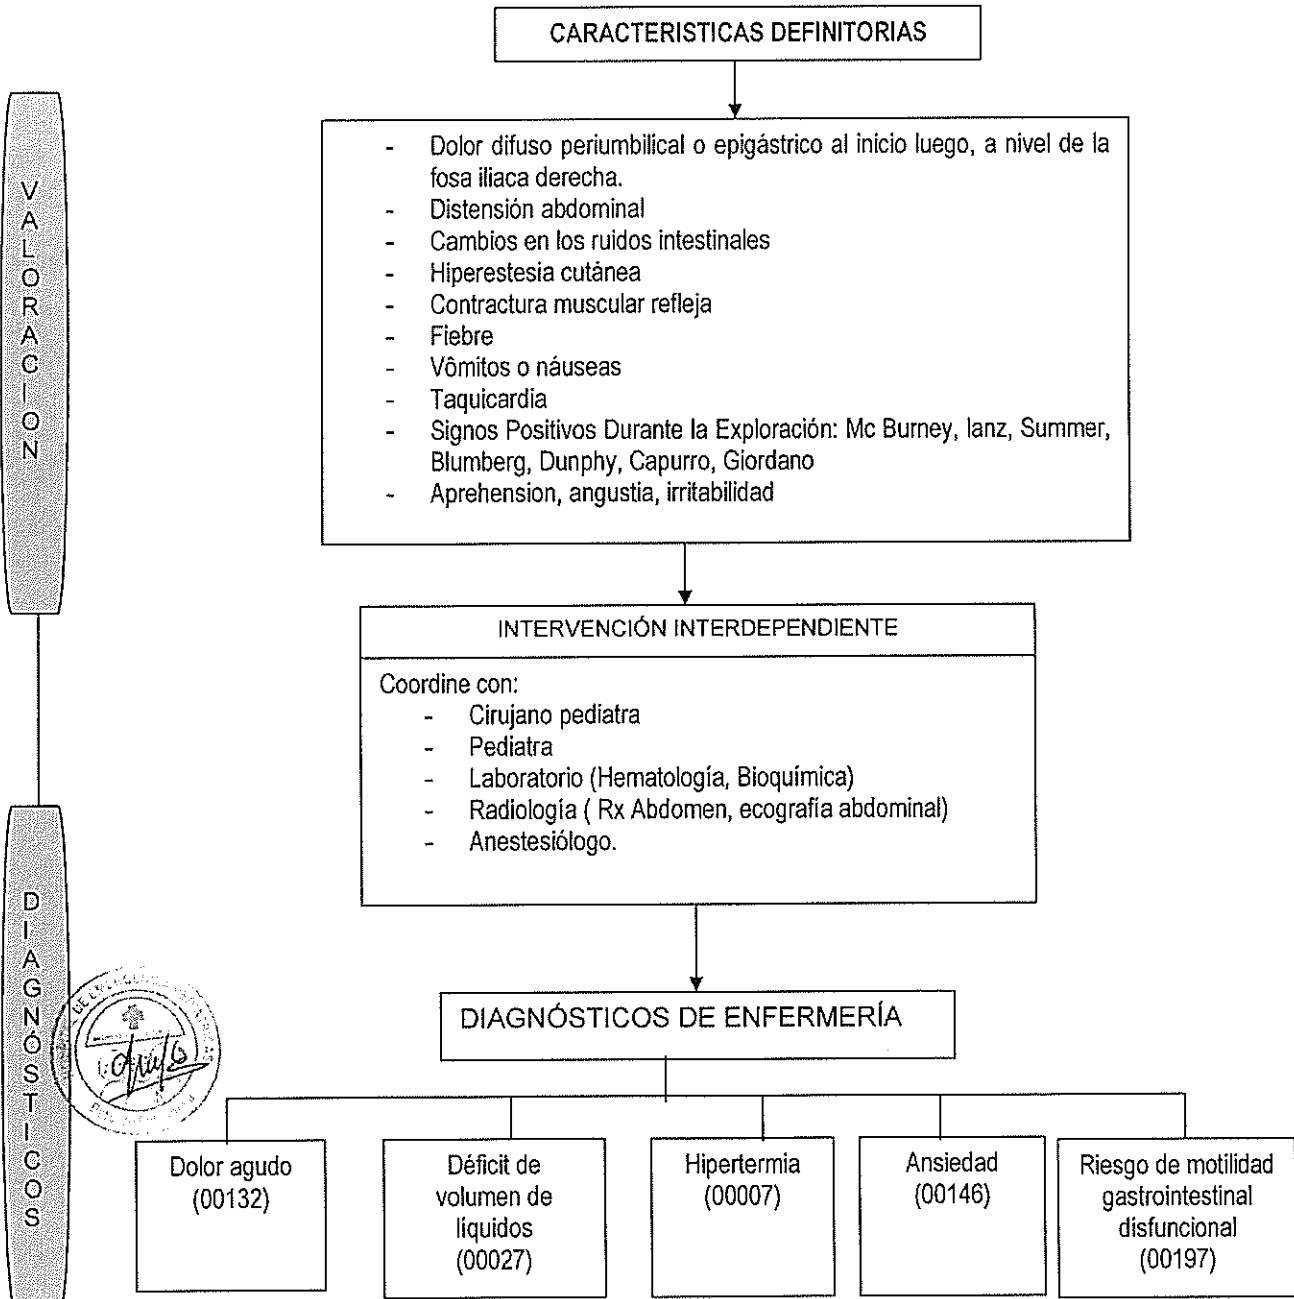 CARACTERISTICAS DEFINITORIAS
VALORACION
- Dolor difuso periumbilical o epigástrico al inicio luego, a nivel de la
fosa iliaca derecha.
- Distensión abdominal
- Cambios en los ruidos intestinales
- Hiperestesia cutánea
- Contractura muscular refleja
- Fiebre
- Vômitos o náuseas
- Taquicardia
- Signos Positivos Durante la Exploración: Mc Burney, lanz, Summer,
Blumberg, Dunphy, Capurro, Giordano
- Aprehension, angustia, irritabilidad
INTERVENCIÓN INTERDEPENDIENTE
Coordine con:
- Cirujano pediatra
- Pediatra
- Laboratorio (Hematología, Bioquímica)
- Radiología ( Rx Abdomen, ecografía abdominal)
- Anestesiólogo.
DIAGNÓSTICOS
DIAGNÓSTICOS DE ENFERMERÍA
Dolor agudo
(00132)
Déficit de
volumen de
líquidos
(00027)
Hipertermia
(00007)
Ansiedad
(00146)
Riesgo de motilidad
gastrointestinal
disfuncional
(00197)